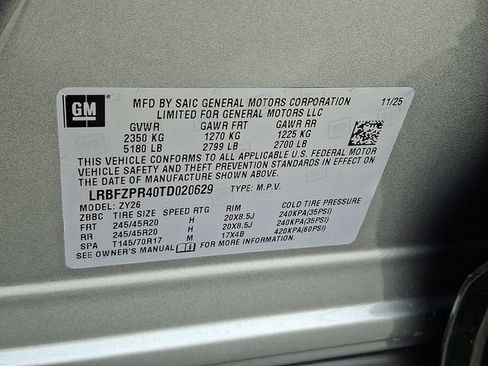 GM
MFD BY SAIC GENERAL MOTORS CORPORATION 11/25
LIMITED FOR GENERAL MOTORS LLC
GVWR GAWR FRT GAWR RR
2350 KG 1270 KG 1225 KG
5180 LB 2799 LB 2700 LB
THIS VEHICLE CONFORMS TO ALL APPLICABLE U.S. FEDERAL MOTOR
VEHICLE SAFETY AND THEFT PREVENTION STANDARDS IN EFFECT ON
THE DATE OF MANUFACTURE SHOWN ABOVE.
LRBFZPR40TD020629 TYPE: M.P.V.
MODEL: ZY26
ZBBC TIRE SIZE SPEED RTG RIM COLD TIRE PRESSURE
FRT 245/45R20 H 20X8.5J 240KPA(35PSI)
RR 245/45R20 H 20X8.5J 240KPA(35PSI)
SPA T145/70R17 M 17X4B 420KPA(60PSI)
SEE OWNER'S MANUAL FOR MORE INFORMATION.